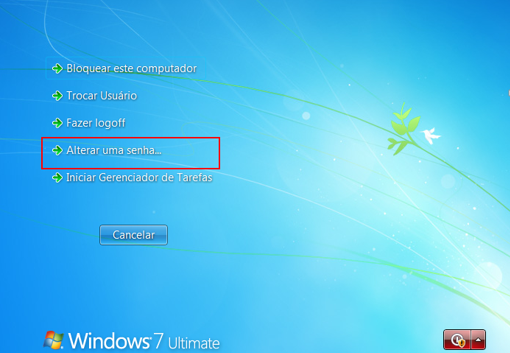 Bloquear este computador
Trocar Usuário
Fazer logoff
Alterar uma senha...
Iniciar Gerenciador de Tarefas
Cancelar
Windows 7 Ultimate